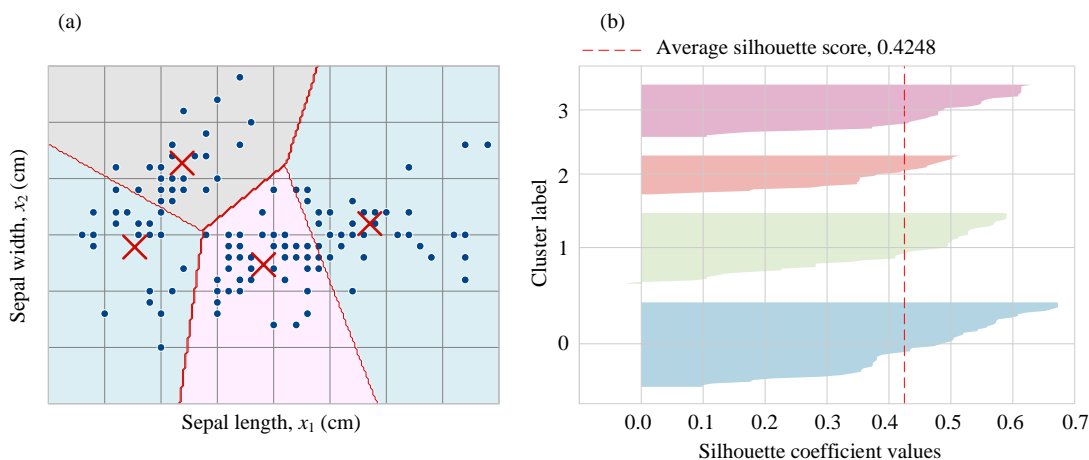 (a)
Sepal width, x2 (cm)
Sepal length, x1 (cm)
(b)
Average silhouette score, 0.4248
Cluster label
3
2
1
0
0.0 0.1 0.2 0.3 0.4 0.5 0.6 0.7
Silhouette coefficient values